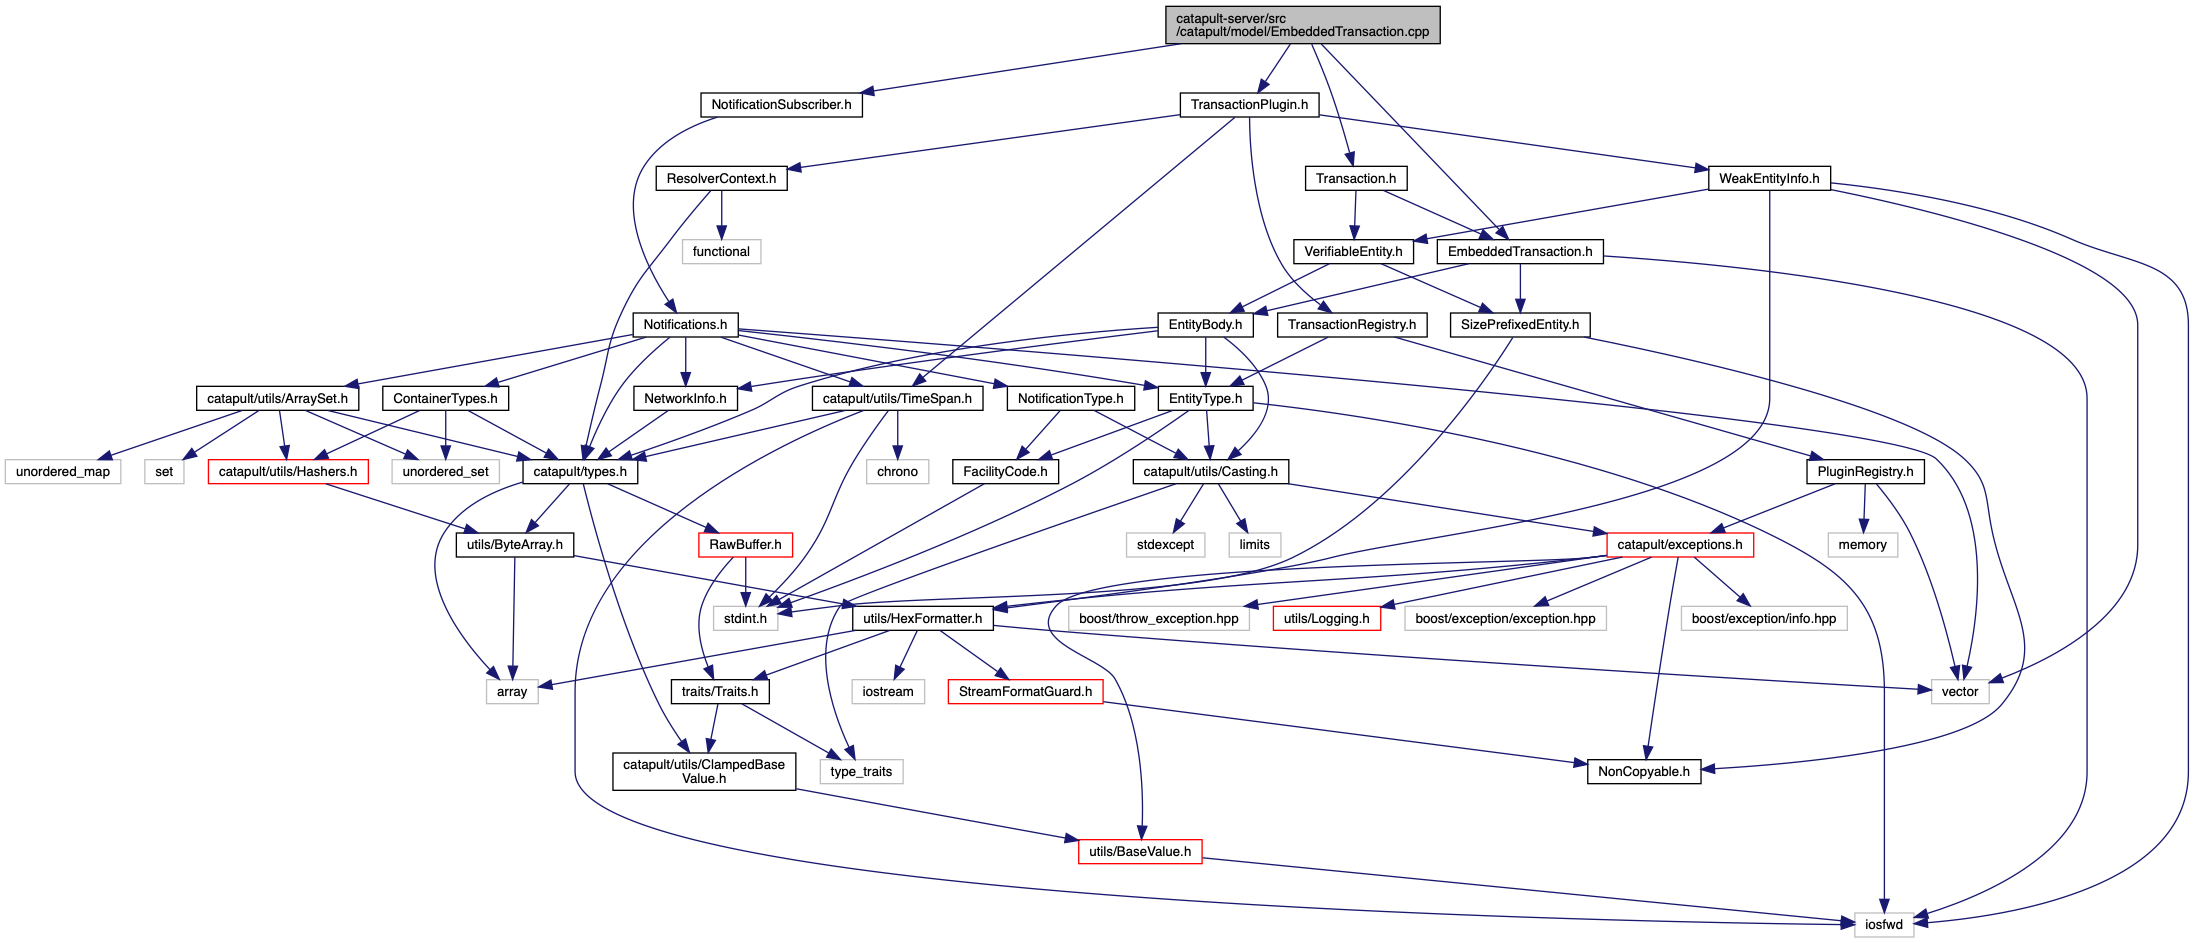 catapult-server/src
/catapult/model/EmbeddedTransaction.cpp
NotificationSubscriber.h
TransactionPlugin.h
ResolverContext.h
Transaction.h
WeakEntityInfo.h
functional
VerifiableEntity.h
EmbeddedTransaction.h
Notifications.h
EntityBody.h
TransactionRegistry.h
SizePrefixedEntity.h
catapult/utils/ArraySet.h
ContainerTypes.h
NetworkInfo.h
catapult/utils/TimeSpan.h
NotificationType.h
EntityType.h
unordered_map
set
catapult/utils/Hashers.h
unordered_set
catapult/types.h
chrono
FacilityCode.h
catapult/utils/Casting.h
PluginRegistry.h
utils/ByteArray.h
RawBuffer.h
stdexcept
limits
catapult/exceptions.h
memory
stdint.h
utils/HexFormatter.h
boost/throw_exception.hpp
utils/Logging.h
boost/exception/exception.hpp
boost/exception/info.hpp
array
traits/Traits.h
iostream
StreamFormatGuard.h
vector
catapult/utils/ClampedBase
Value.h
type_traits
NonCopyable.h
utils/BaseValue.h
iosfwd